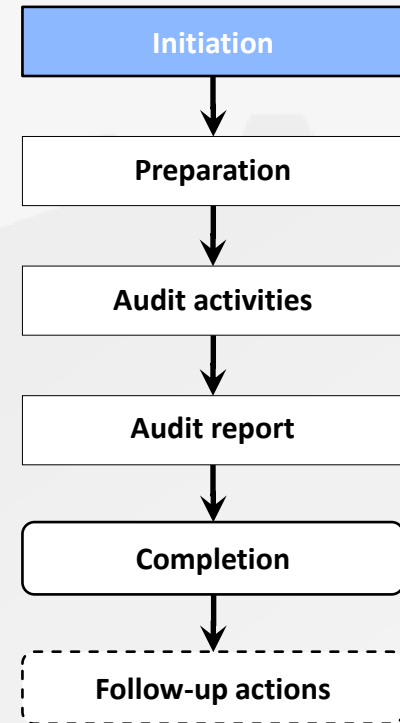 Initiation
Preparation
Audit activities
Audit report
Completion
Follow-up actions